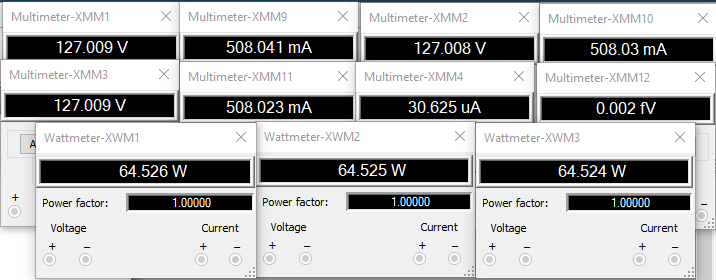 Multimeter-XMM1
127.009 V
Multimeter-XMM9
508.041 mA
Multimeter-XMM2
127.008 V
Multimeter-XMM10
508.03 mA
Multimeter-XMM3
127.009 V
Multimeter-XMM11
508.023 mA
Multimeter-XMM4
30.625 uA
Multimeter-XMM12
0.002 fV
A
+
−
Wattmeter-XWM1
64.526 W
Power factor: 1.00000
Voltage Current
+ − + −
Wattmeter-XWM2
64.525 W
Power factor: 1.00000
Voltage Current
+ − + −
Wattmeter-XWM3
64.524 W
Power factor: 1.00000
Voltage Current
+ − + −